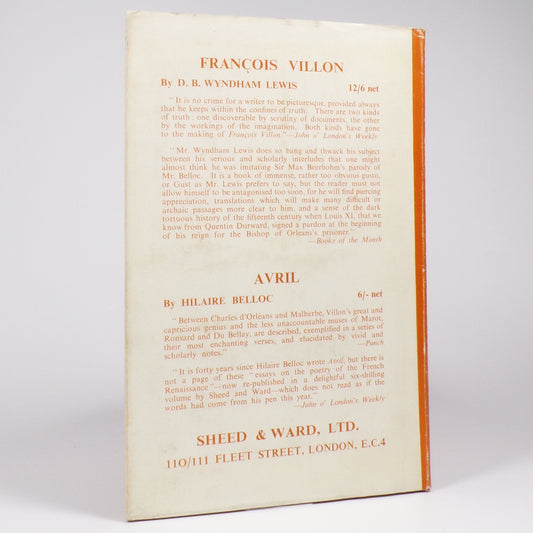 FRANÇOIS VILLON
By D. B. WYNDHAM LEWIS 12/6 net
"It is no crime for a writer to be picturesque, provided always
that he keeps within the confines of truth. There are two kinds
of truth: one discoverable by scrutiny of documents, the other
by the workings of the imagination. Both kinds have gone
to the making of François Villon."—John o' London's Weekly
"Mr. Wyndham Lewis does so bang and thwack his subject
between his serious and scholarly interludes that one might
almost think he was imitating Sir Max Beerbohm's parody of
Mr. Belloc. It is a book of immense, rather too obvious gusto,
or Gust as Mr. Lewis prefers to say, but the reader must not
allow himself to be antagonised too soon, for he will find piercing
appreciation, translations which will make many difficult or
archaic passages more clear to him, and a sense of the dark
tortuous history of the fifteenth century when Louis XI, that we
know from Quentin Durward, signed a pardon at the beginning
of his reign for the Bishop of Orleans's prisoner."
—Books of the Month
AVRIL
By HILAIRE BELLOC 6/- net
"Between Charles d'Orléans and Malherbe, Villon's great and
capricious genius and the less unaccountable muses of Marot,
Ronsard and Du Bellay, are described, exemplified in a series of
their most enchanting verses, and elucidated by vivid and
scholarly notes."
—Punch
"It is forty years since Hilaire Belloc wrote Avril, but there is
not a page of these "essays on the poetry of the French
Renaissance"—now re-published in a delightful six-shilling
volume by Sheed and Ward—which does not read as if the
words had come from his pen this year."
—John o' London's Weekly
SHEED & WARD, LTD.
110/111 FLEET STREET, LONDON, E.C.4